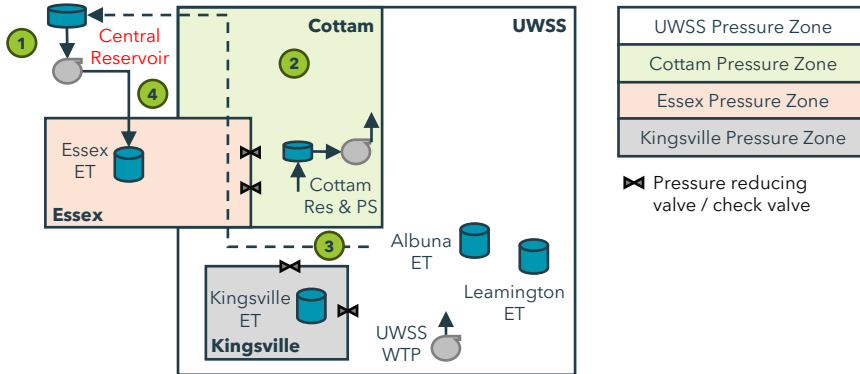 1
Central
Reservoir
4
Cottam
2
UWSS
Essex
ET
Essex
Cottam
Res & PS
3
Albuna
ET
Leamington
ET
Kingsville
ET
Kingsville
UWSS
WTP
UWSS Pressure Zone
Cottam Pressure Zone
Essex Pressure Zone
Kingsville Pressure Zone
Pressure reducing
valve / check valve